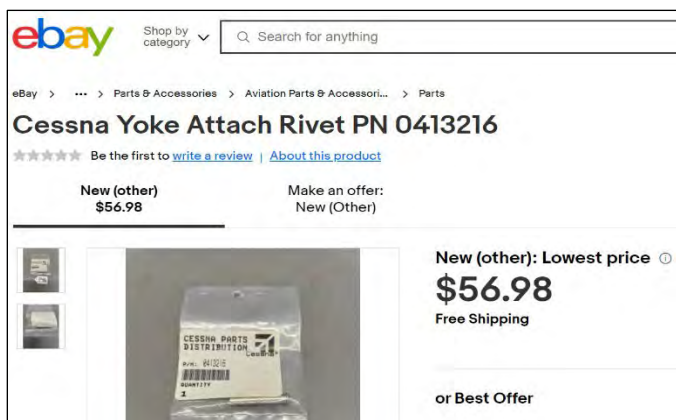 ebay
Shop by category
Search for anything
eBay > ... > Parts & Accessories > Aviation Parts & Accessori... > Parts
Cessna Yoke Attach Rivet PN 0413216
Be the first to write a review | About this product
New (other)
$56.98
Make an offer:
New (Other)
New (other): Lowest price
$56.98
Free Shipping
or Best Offer
CESSNA PARTS
DISTRIBUTION
Cessna
P/N: 0413216
QUANTITY
1